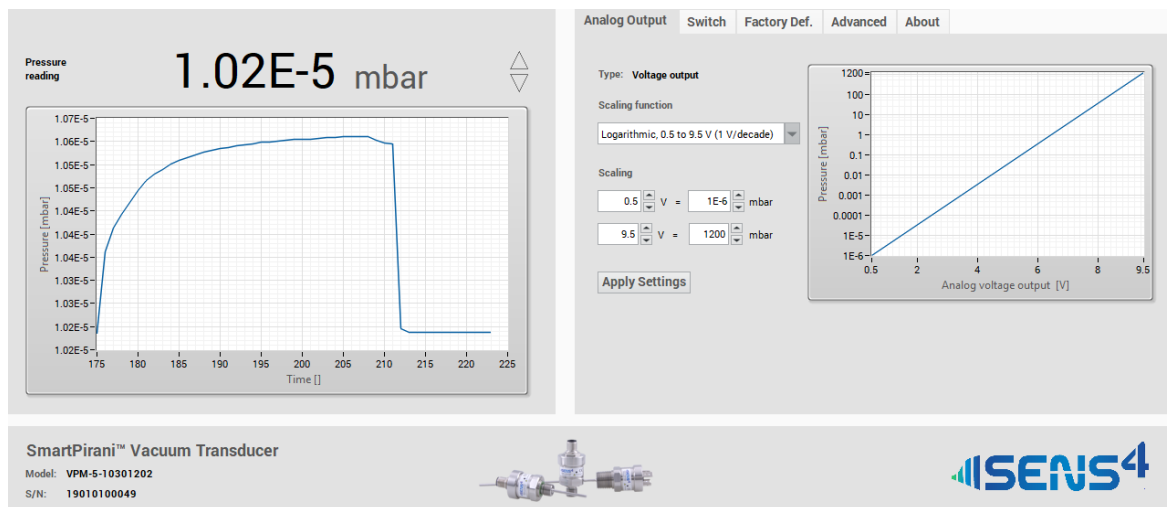 Analog Output Switch Factory Def. Advanced About
Pressure
reading
1.02E-5 mbar
1.07E-5
1.06E-5
1.06E-5
1.05E-5
1.05E-5
1.04E-5
1.04E-5
1.04E-5
1.03E-5
1.03E-5
1.02E-5
1.02E-5
Pressure [mbar]
175 180 185 190 195 200 205 210 215 220 225
Time []
Type: Voltage output
Scaling function
Logarithmic, 0.5 to 9.5 V (1 V/decade)
Scaling
0.5 V = 1E-6 mbar
9.5 V = 1200 mbar
Apply Settings
1200
100
10
1
0.1
0.01
0.001
0.0001
1E-5
1E-6
Pressure [mbar]
0.5 2 4 6 8 9.5
Analog voltage output [V]
SmartPirani™ Vacuum Transducer
Model: VPM-5-10301202
S/N: 19010100049
SENS4